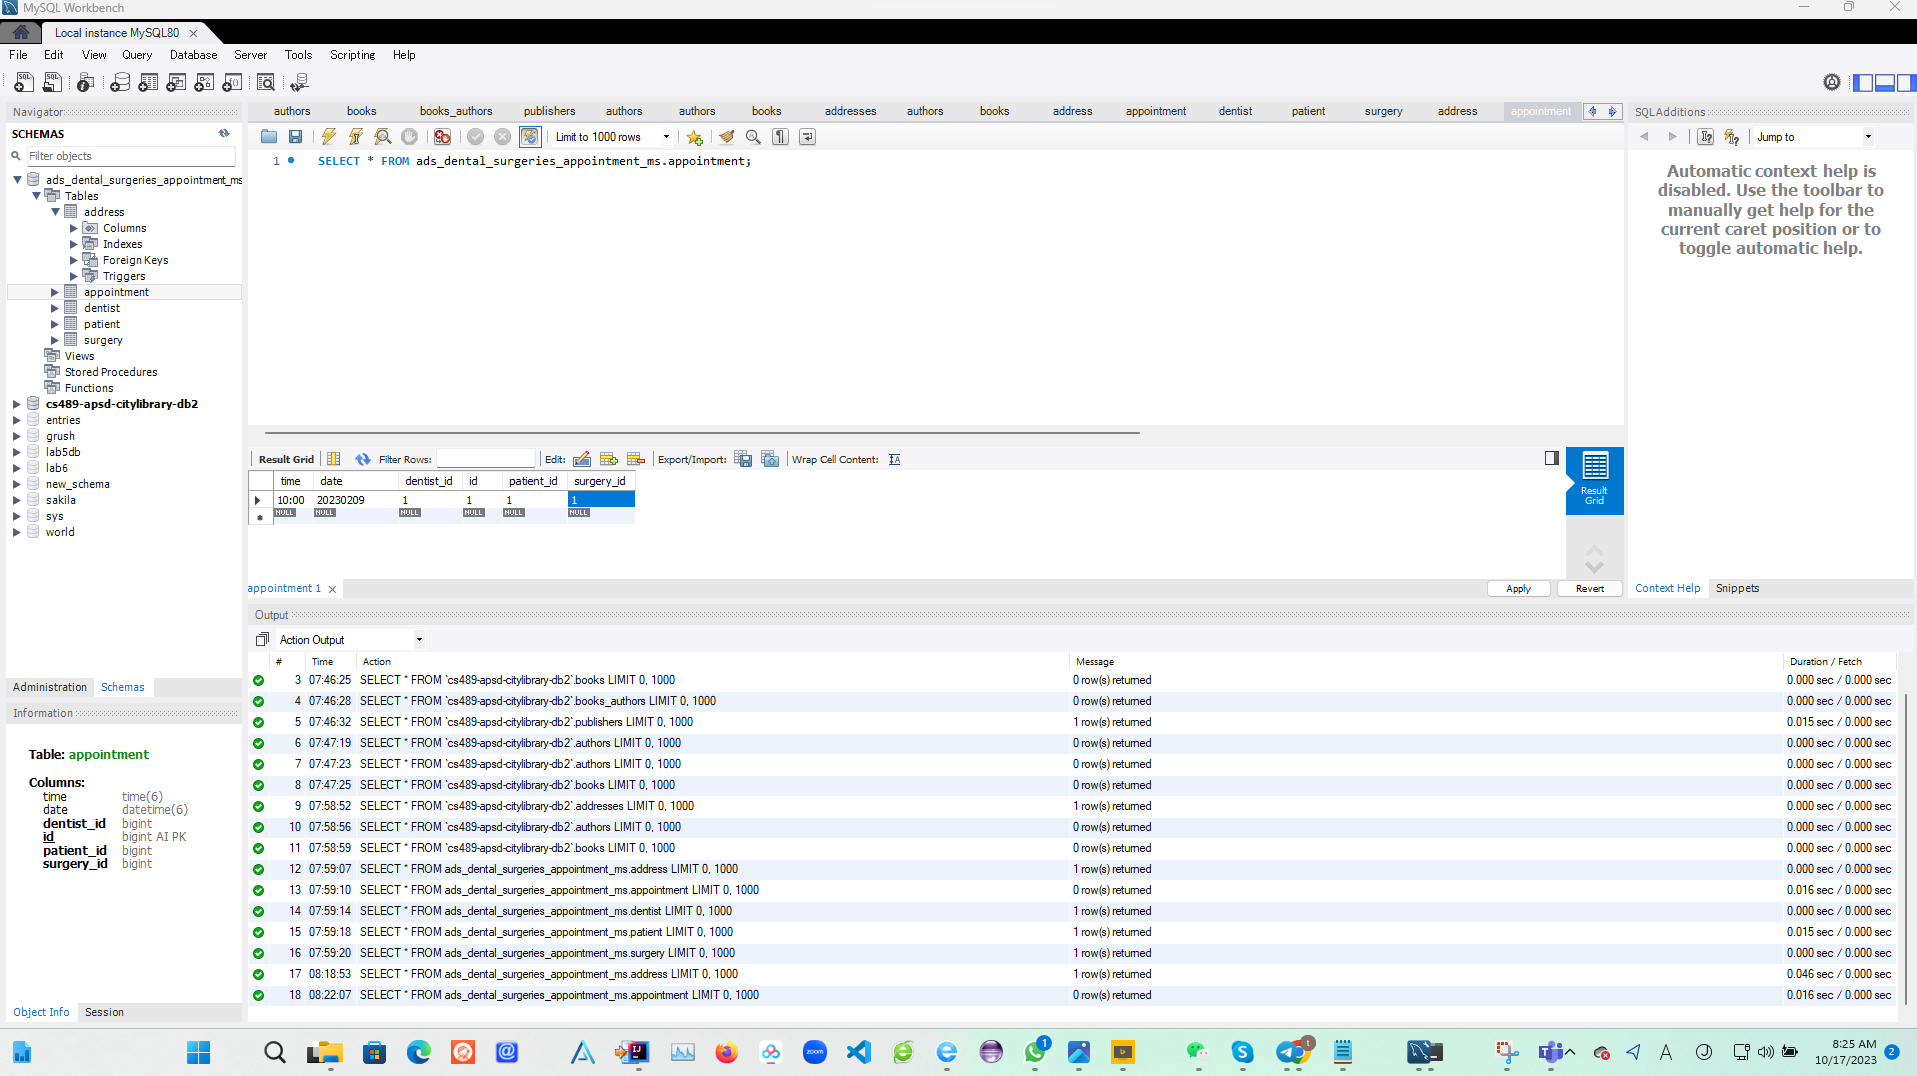 MySQL Workbench
Local instance MySQL80
File Edit View Query Database Server Tools Scripting Help
Navigator
SCHEMAS
Filter objects
ads_dental_surgeries_appointment_ms
Tables
address
Columns
Indexes
Foreign Keys
Triggers
appointment
dentist
patient
surgery
Views
Stored Procedures
Functions
cs489-apsd-citylibrary-db2
entries
grush
lab5db
lab6
new_schema
sakila
sys
world
Administration Schemas
Information
Table: appointment
Columns:
time time(6)
date datetime(6)
dentist_id bigint
id bigint AI PK
patient_id bigint
surgery_id bigint
Object Info Session
authors books books_authors publishers authors authors books addresses authors books address appointment dentist patient surgery address appointment
Limit to 1000 rows
1 SELECT * FROM ads_dental_surgeries_appointment_ms.appointment;
Result Grid Filter Rows: Edit: Export/Import: Wrap Cell Content:
time date dentist_id id patient_id surgery_id
10:00 20230209 1 1 1 1
NULL NULL NULL NULL NULL NULL
Result Grid
appointment 1
Apply Revert
SQLAdditions
Jump to
Automatic context help is
disabled. Use the toolbar to
manually get help for the
current caret position or to
toggle automatic help.
Context Help Snippets
Output
Action Output
# Time Action Message Duration / Fetch
3 07:46:25 SELECT * FROM `cs489-apsd-citylibrary-db2`.books LIMIT 0, 1000 0 row(s) returned 0.000 sec / 0.000 sec
4 07:46:28 SELECT * FROM `cs489-apsd-citylibrary-db2`.books_authors LIMIT 0, 1000 0 row(s) returned 0.000 sec / 0.000 sec
5 07:46:32 SELECT * FROM `cs489-apsd-citylibrary-db2`.publishers LIMIT 0, 1000 1 row(s) returned 0.015 sec / 0.000 sec
6 07:47:19 SELECT * FROM `cs489-apsd-citylibrary-db2`.authors LIMIT 0, 1000 0 row(s) returned 0.000 sec / 0.000 sec
7 07:47:23 SELECT * FROM `cs489-apsd-citylibrary-db2`.authors LIMIT 0, 1000 0 row(s) returned 0.000 sec / 0.000 sec
8 07:47:25 SELECT * FROM `cs489-apsd-citylibrary-db2`.books LIMIT 0, 1000 0 row(s) returned 0.000 sec / 0.000 sec
9 07:58:52 SELECT * FROM `cs489-apsd-citylibrary-db2`.addresses LIMIT 0, 1000 1 row(s) returned 0.000 sec / 0.000 sec
10 07:58:56 SELECT * FROM `cs489-apsd-citylibrary-db2`.authors LIMIT 0, 1000 0 row(s) returned 0.000 sec / 0.000 sec
11 07:58:59 SELECT * FROM `cs489-apsd-citylibrary-db2`.books LIMIT 0, 1000 0 row(s) returned 0.000 sec / 0.000 sec
12 07:59:07 SELECT * FROM ads_dental_surgeries_appointment_ms.address LIMIT 0, 1000 1 row(s) returned 0.000 sec / 0.000 sec
13 07:59:10 SELECT * FROM ads_dental_surgeries_appointment_ms.appointment LIMIT 0, 1000 0 row(s) returned 0.016 sec / 0.000 sec
14 07:59:14 SELECT * FROM ads_dental_surgeries_appointment_ms.dentist LIMIT 0, 1000 1 row(s) returned 0.000 sec / 0.000 sec
15 07:59:18 SELECT * FROM ads_dental_surgeries_appointment_ms.patient LIMIT 0, 1000 1 row(s) returned 0.015 sec / 0.000 sec
16 07:59:20 SELECT * FROM ads_dental_surgeries_appointment_ms.surgery LIMIT 0, 1000 1 row(s) returned 0.000 sec / 0.000 sec
17 08:18:53 SELECT * FROM ads_dental_surgeries_appointment_ms.address LIMIT 0, 1000 1 row(s) returned 0.046 sec / 0.000 sec
18 08:22:07 SELECT * FROM ads_dental_surgeries_appointment_ms.appointment LIMIT 0, 1000 0 row(s) returned 0.016 sec / 0.000 sec
8:25 AM
10/17/2023